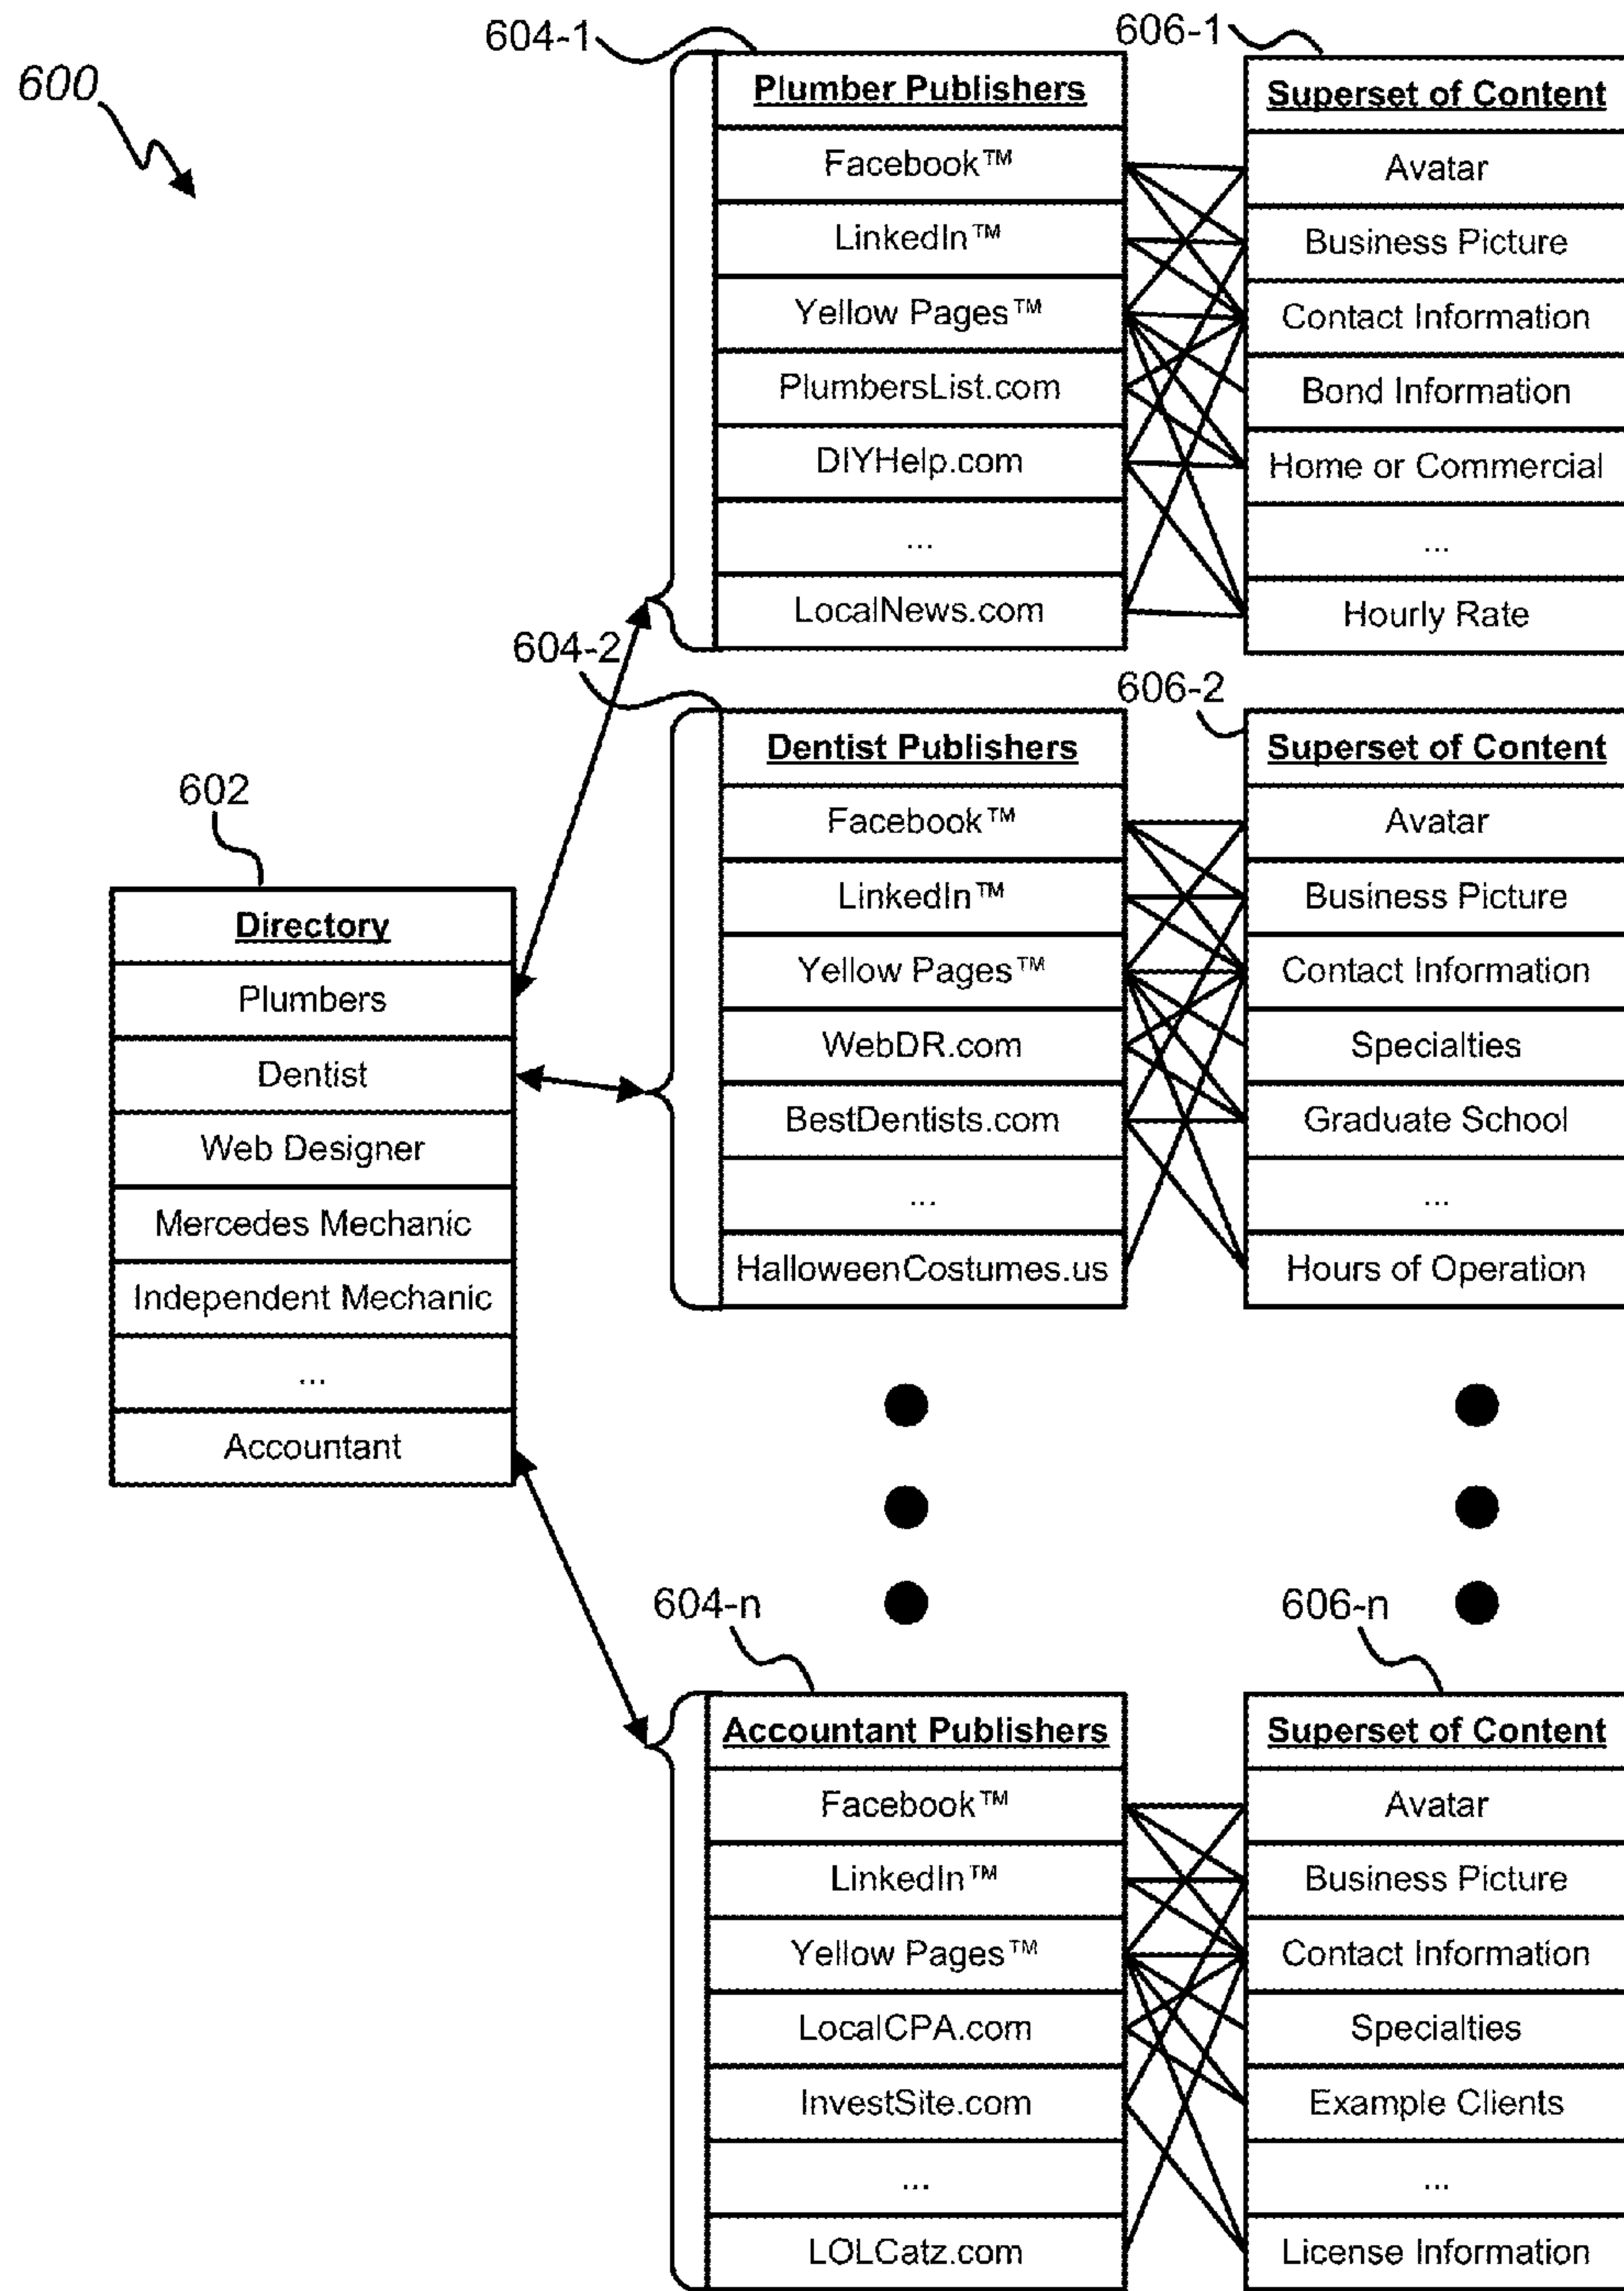 600
604-1
Plumber Publishers
Facebook™
LinkedIn™
Yellow Pages™
PlumbersList.com
DIYHelp.com
...
LocalNews.com
606-1
Superset of Content
Avatar
Business Picture
Contact Information
Bond Information
Home or Commercial
...
Hourly Rate
602
Directory
Plumbers
Dentist
Web Designer
Mercedes Mechanic
Independent Mechanic
...
Accountant
604-2
Dentist Publishers
Facebook™
LinkedIn™
Yellow Pages™
WebDR.com
BestDentists.com
...
HalloweenCostumes.us
606-2
Superset of Content
Avatar
Business Picture
Contact Information
Specialties
Graduate School
...
Hours of Operation
604-n
Accountant Publishers
Facebook™
LinkedIn™
Yellow Pages™
LocalCPA.com
InvestSite.com
...
LOLCatz.com
606-n
Superset of Content
Avatar
Business Picture
Contact Information
Specialties
Example Clients
...
License Information